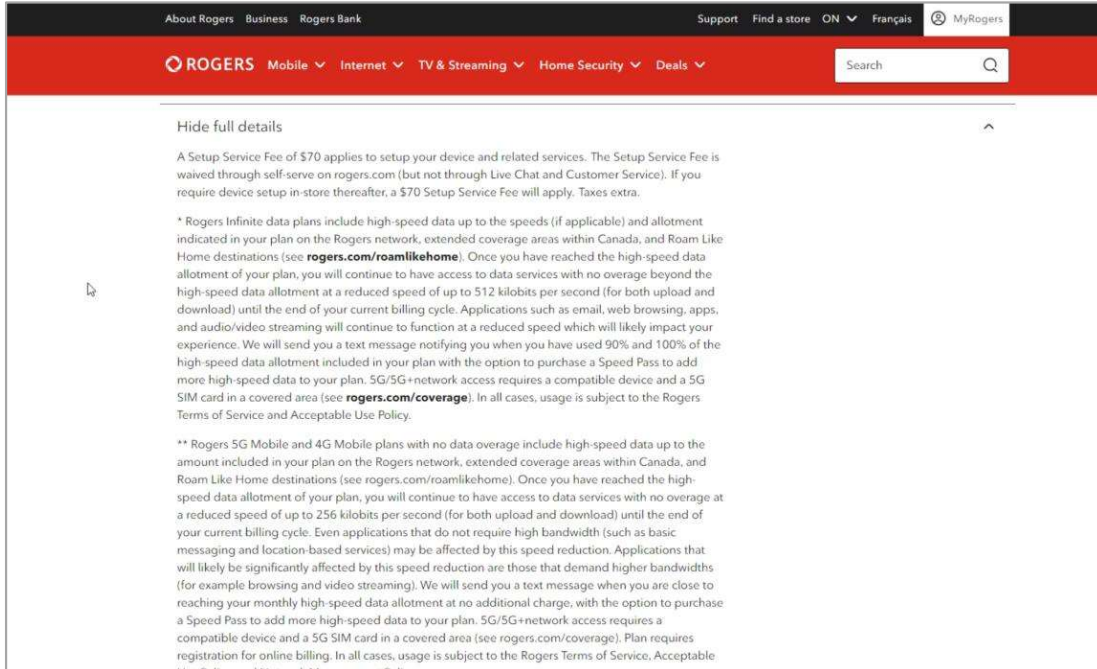 About Rogers Business Rogers Bank Support Find a store ON Français MyRogers
ROGERS Mobile Internet TV & Streaming Home Security Deals Search
Hide full details
A Setup Service Fee of $70 applies to setup your device and related services. The Setup Service Fee is
waived through self-serve on rogers.com (but not through Live Chat and Customer Service). If you
require device setup in-store thereafter, a $70 Setup Service Fee will apply. Taxes extra.
* Rogers Infinite data plans include high-speed data up to the speeds (if applicable) and allotment
indicated in your plan on the Rogers network, extended coverage areas within Canada, and Roam Like
Home destinations (see rogers.com/roamlikehome). Once you have reached the high-speed data
allotment of your plan, you will continue to have access to data services with no overage beyond the
high-speed data allotment at a reduced speed of up to 512 kilobits per second (for both upload and
download) until the end of your current billing cycle. Applications such as email, web browsing, apps,
and audio/video streaming will continue to function at a reduced speed which will likely impact your
experience. We will send you a text message notifying you when you have used 90% and 100% of the
high-speed data allotment included in your plan with the option to purchase a Speed Pass to add
more high-speed data to your plan. 5G/5G+network access requires a compatible device and a 5G
SIM card in a covered area (see rogers.com/coverage). In all cases, usage is subject to the Rogers
Terms of Service and Acceptable Use Policy.
** Rogers 5G Mobile and 4G Mobile plans with no data overage include high-speed data up to the
amount included in your plan on the Rogers network, extended coverage areas within Canada, and
Roam Like Home destinations (see rogers.com/roamlikehome). Once you have reached the high-
speed data allotment of your plan, you will continue to have access to data services with no overage at
a reduced speed of up to 256 kilobits per second (for both upload and download) until the end of
your current billing cycle. Even applications that do not require high bandwidth (such as basic
messaging and location-based services) may be affected by this speed reduction. Applications that
will likely be significantly affected by this speed reduction are those that demand higher bandwidths
(for example browsing and video streaming). We will send you a text message when you are close to
reaching your monthly high-speed data allotment at no additional charge, with the option to purchase
a Speed Pass to add more high-speed data to your plan. 5G/5G+network access requires a
compatible device and a 5G SIM card in a covered area (see rogers.com/coverage). Plan requires
registration for online billing. In all cases, usage is subject to the Rogers Terms of Service, Acceptable